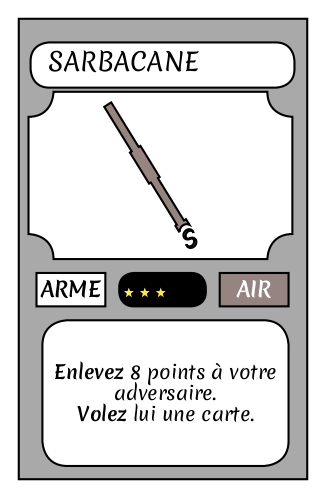 SARBACANE
S
ARME
AIR
Enlevez 8 points à votre
adversaire.
Volez lui une carte.